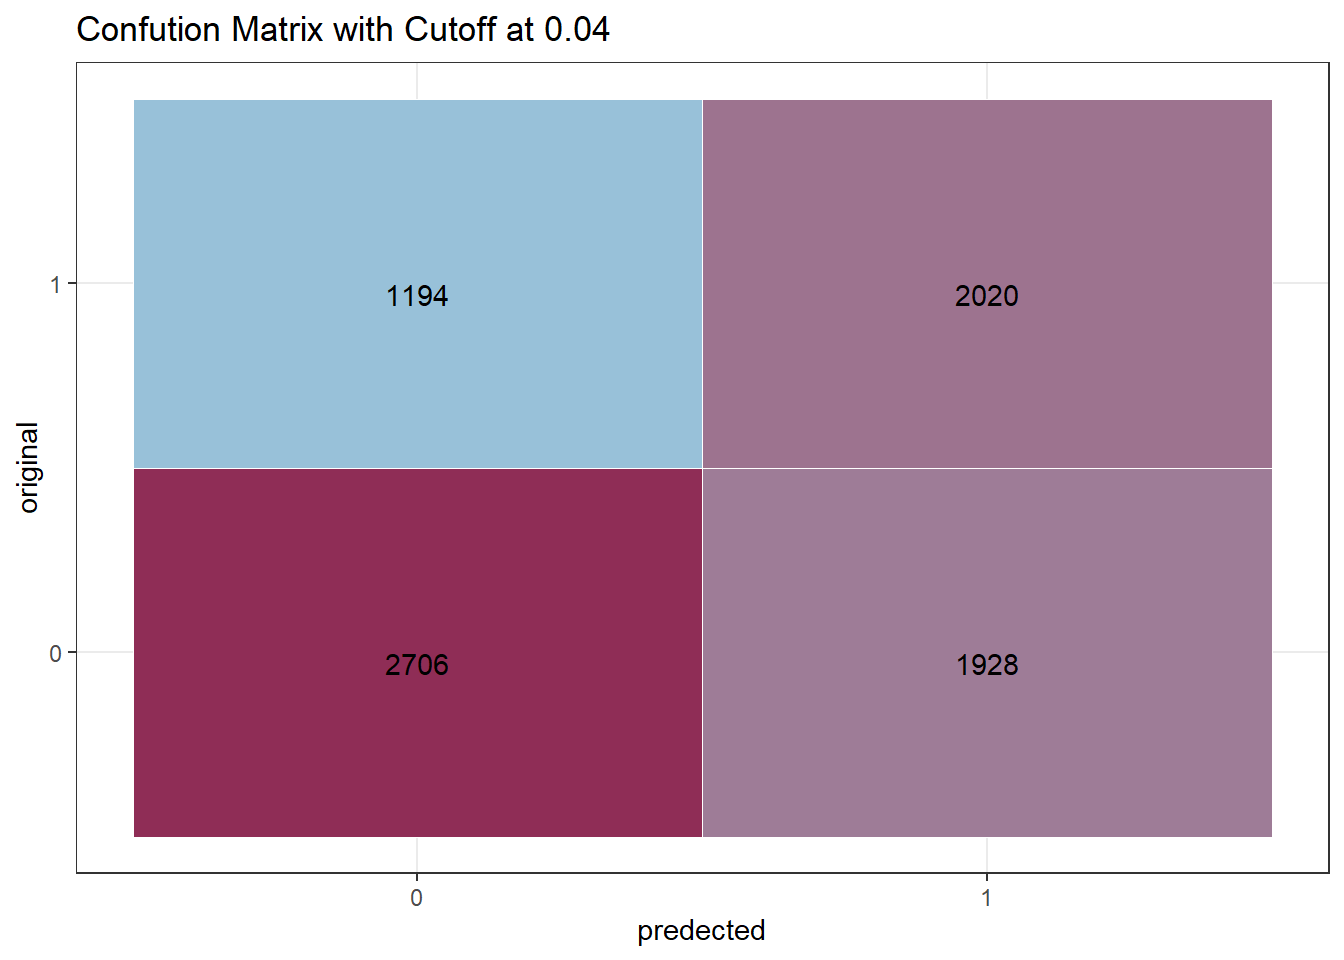 Confution Matrix with Cutoff at 0.04
original
1
1194
2020
0
2706
1928
0
1
predected